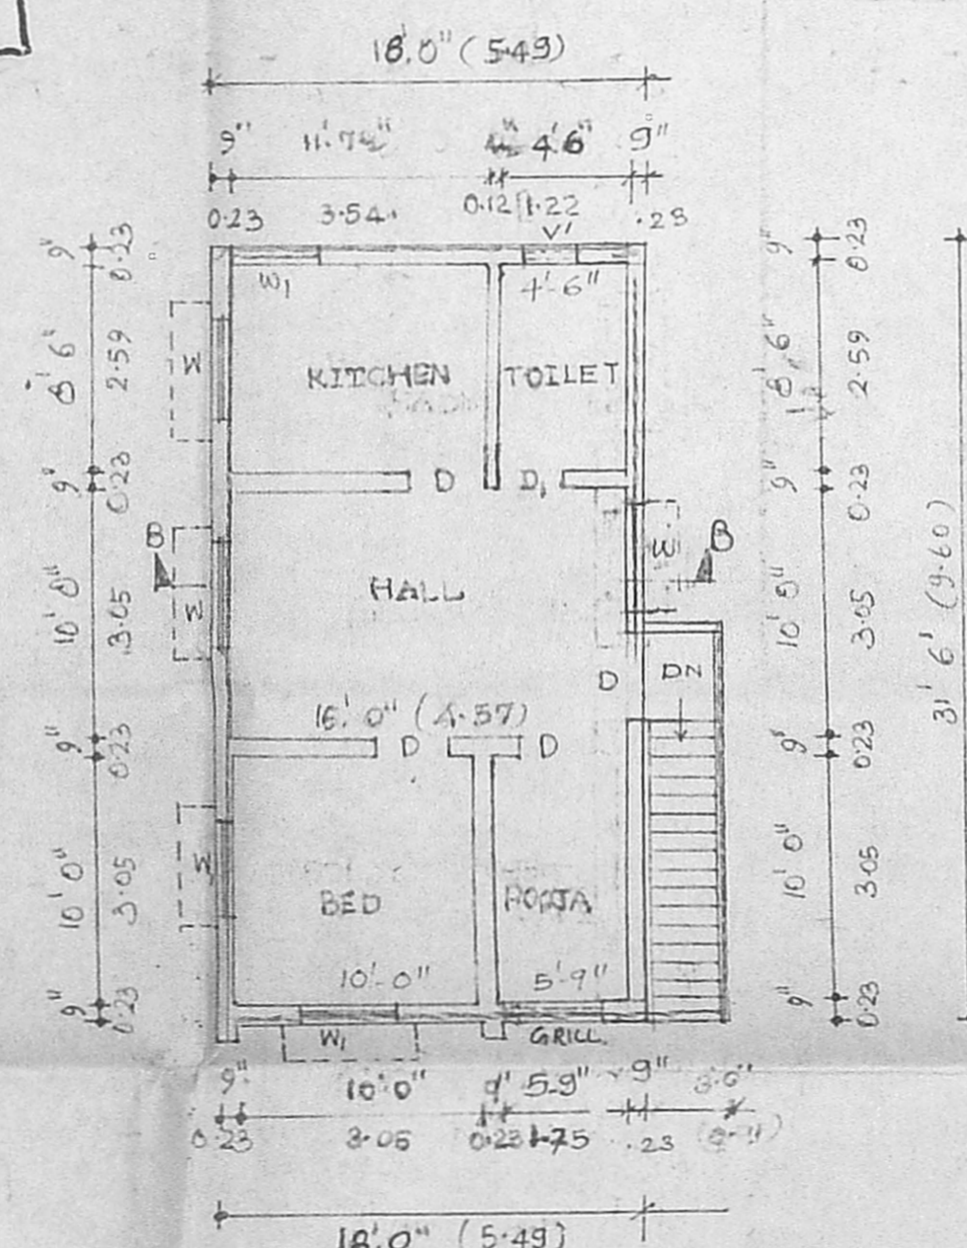 18'.0" (5.49)
9" 4'6" 9"
0.23 3.54 0.12 1.22 .23
V'
9" 0.23 W1 4'-6" 9" 0.23
8' 6" 2.59 W KITCHEN TOILET 8' 6" 2.59
9" 0.23 D D1 9" 0.23
B W B
10' 0" 3.05 W HALL 10' 0" 3.05 31' 6' (9.60)
D DN
16'.0" (4.57)
9" 0.23 D D 9" 0.23
10' 0" 3.05 W BED 10' 0" 3.05
10'-0" 5'-9"
9" 0.23 9" 0.23
W1 GRILL
9" 10'0" 9" 5'9" 9"
0.23 3.05 0.23 1.75 .23
18'.0" (5.49)